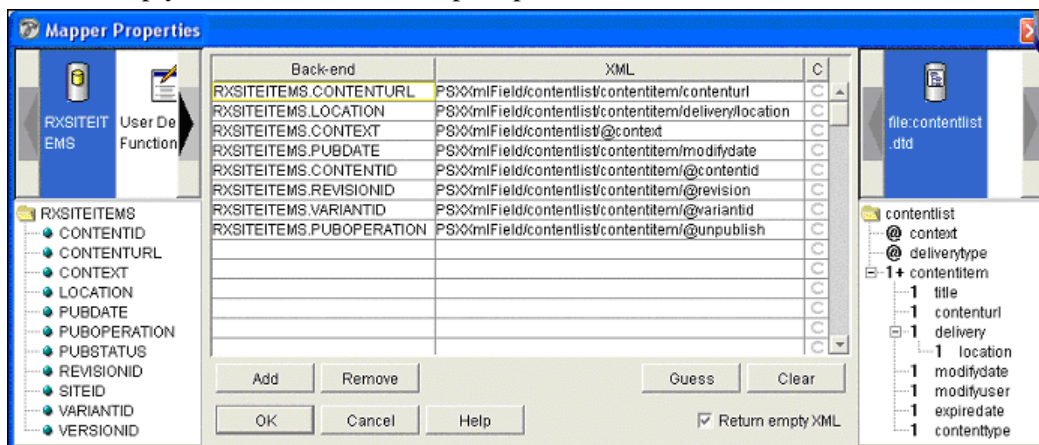 Mapper Properties
RXSITEIT
EMS
User De
Function
Back-end XML C
RXSITEITEMS.CONTENTURL PSXXmlField/contentlist/contentitem/contenturl C
RXSITEITEMS.LOCATION PSXXmlField/contentlist/contentitem/delivery/location C
RXSITEITEMS.CONTEXT PSXXmlField/contentlist/@context C
RXSITEITEMS.PUBDATE PSXXmlField/contentlist/contentitem/modifydate C
RXSITEITEMS.CONTENTID PSXXmlField/contentlist/contentitem/@contentid C
RXSITEITEMS.REVISIONID PSXXmlField/contentlist/contentitem/@revision C
RXSITEITEMS.VARIANTID PSXXmlField/contentlist/contentitem/@variantid C
RXSITEITEMS.PUBOPERATION PSXXmlField/contentlist/contentitem/@unpublish C
C
C
C
C
C
C
file:contentlist
.dtd
RXSITEITEMS
CONTENTID
CONTENTURL
CONTEXT
LOCATION
PUBDATE
PUBOPERATION
PUBSTATUS
REVISIONID
SITEID
VARIANTID
VERSIONID
Add Remove Guess Clear
OK Cancel Help Return empty XML
contentlist
@ context
@ deliverytype
1+ contentitem
1 title
1 contenturl
1 delivery
1 location
1 modifydate
1 modifyuser
1 expiredate
1 contenttype